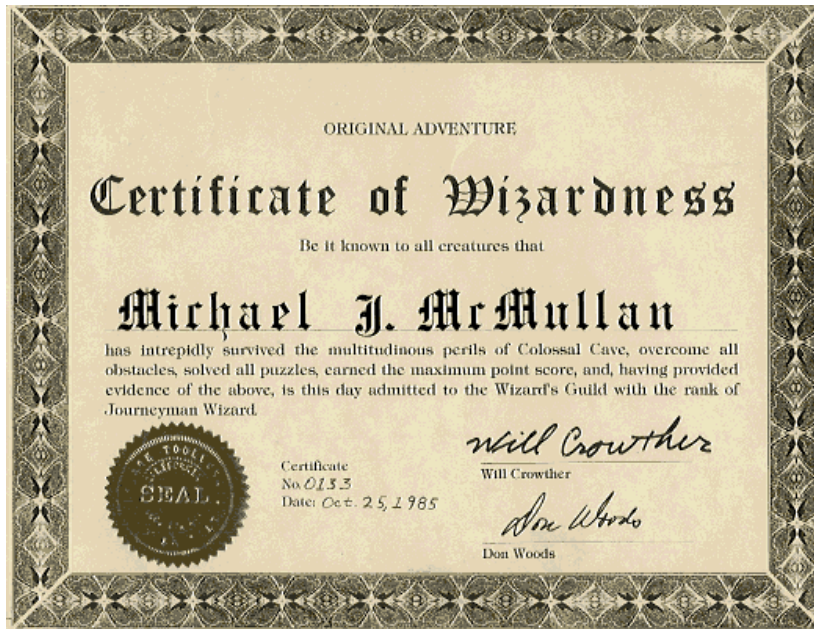 ORIGINAL ADVENTURE
Certificate of Wizardness
Be it known to all creatures that
Michael J. McMullan
has intrepidly survived the multitudinous perils of Colossal Cave, overcome all
obstacles, solved all puzzles, earned the maximum point score, and, having provided
evidence of the above, is this day admitted to the Wizard's Guild with the rank of
Journeyman Wizard.
SEAL
Certificate
No. 0133
Date: Oct. 25, 1985
Will Crowther
Will Crowther
Don Woods
Don Woods